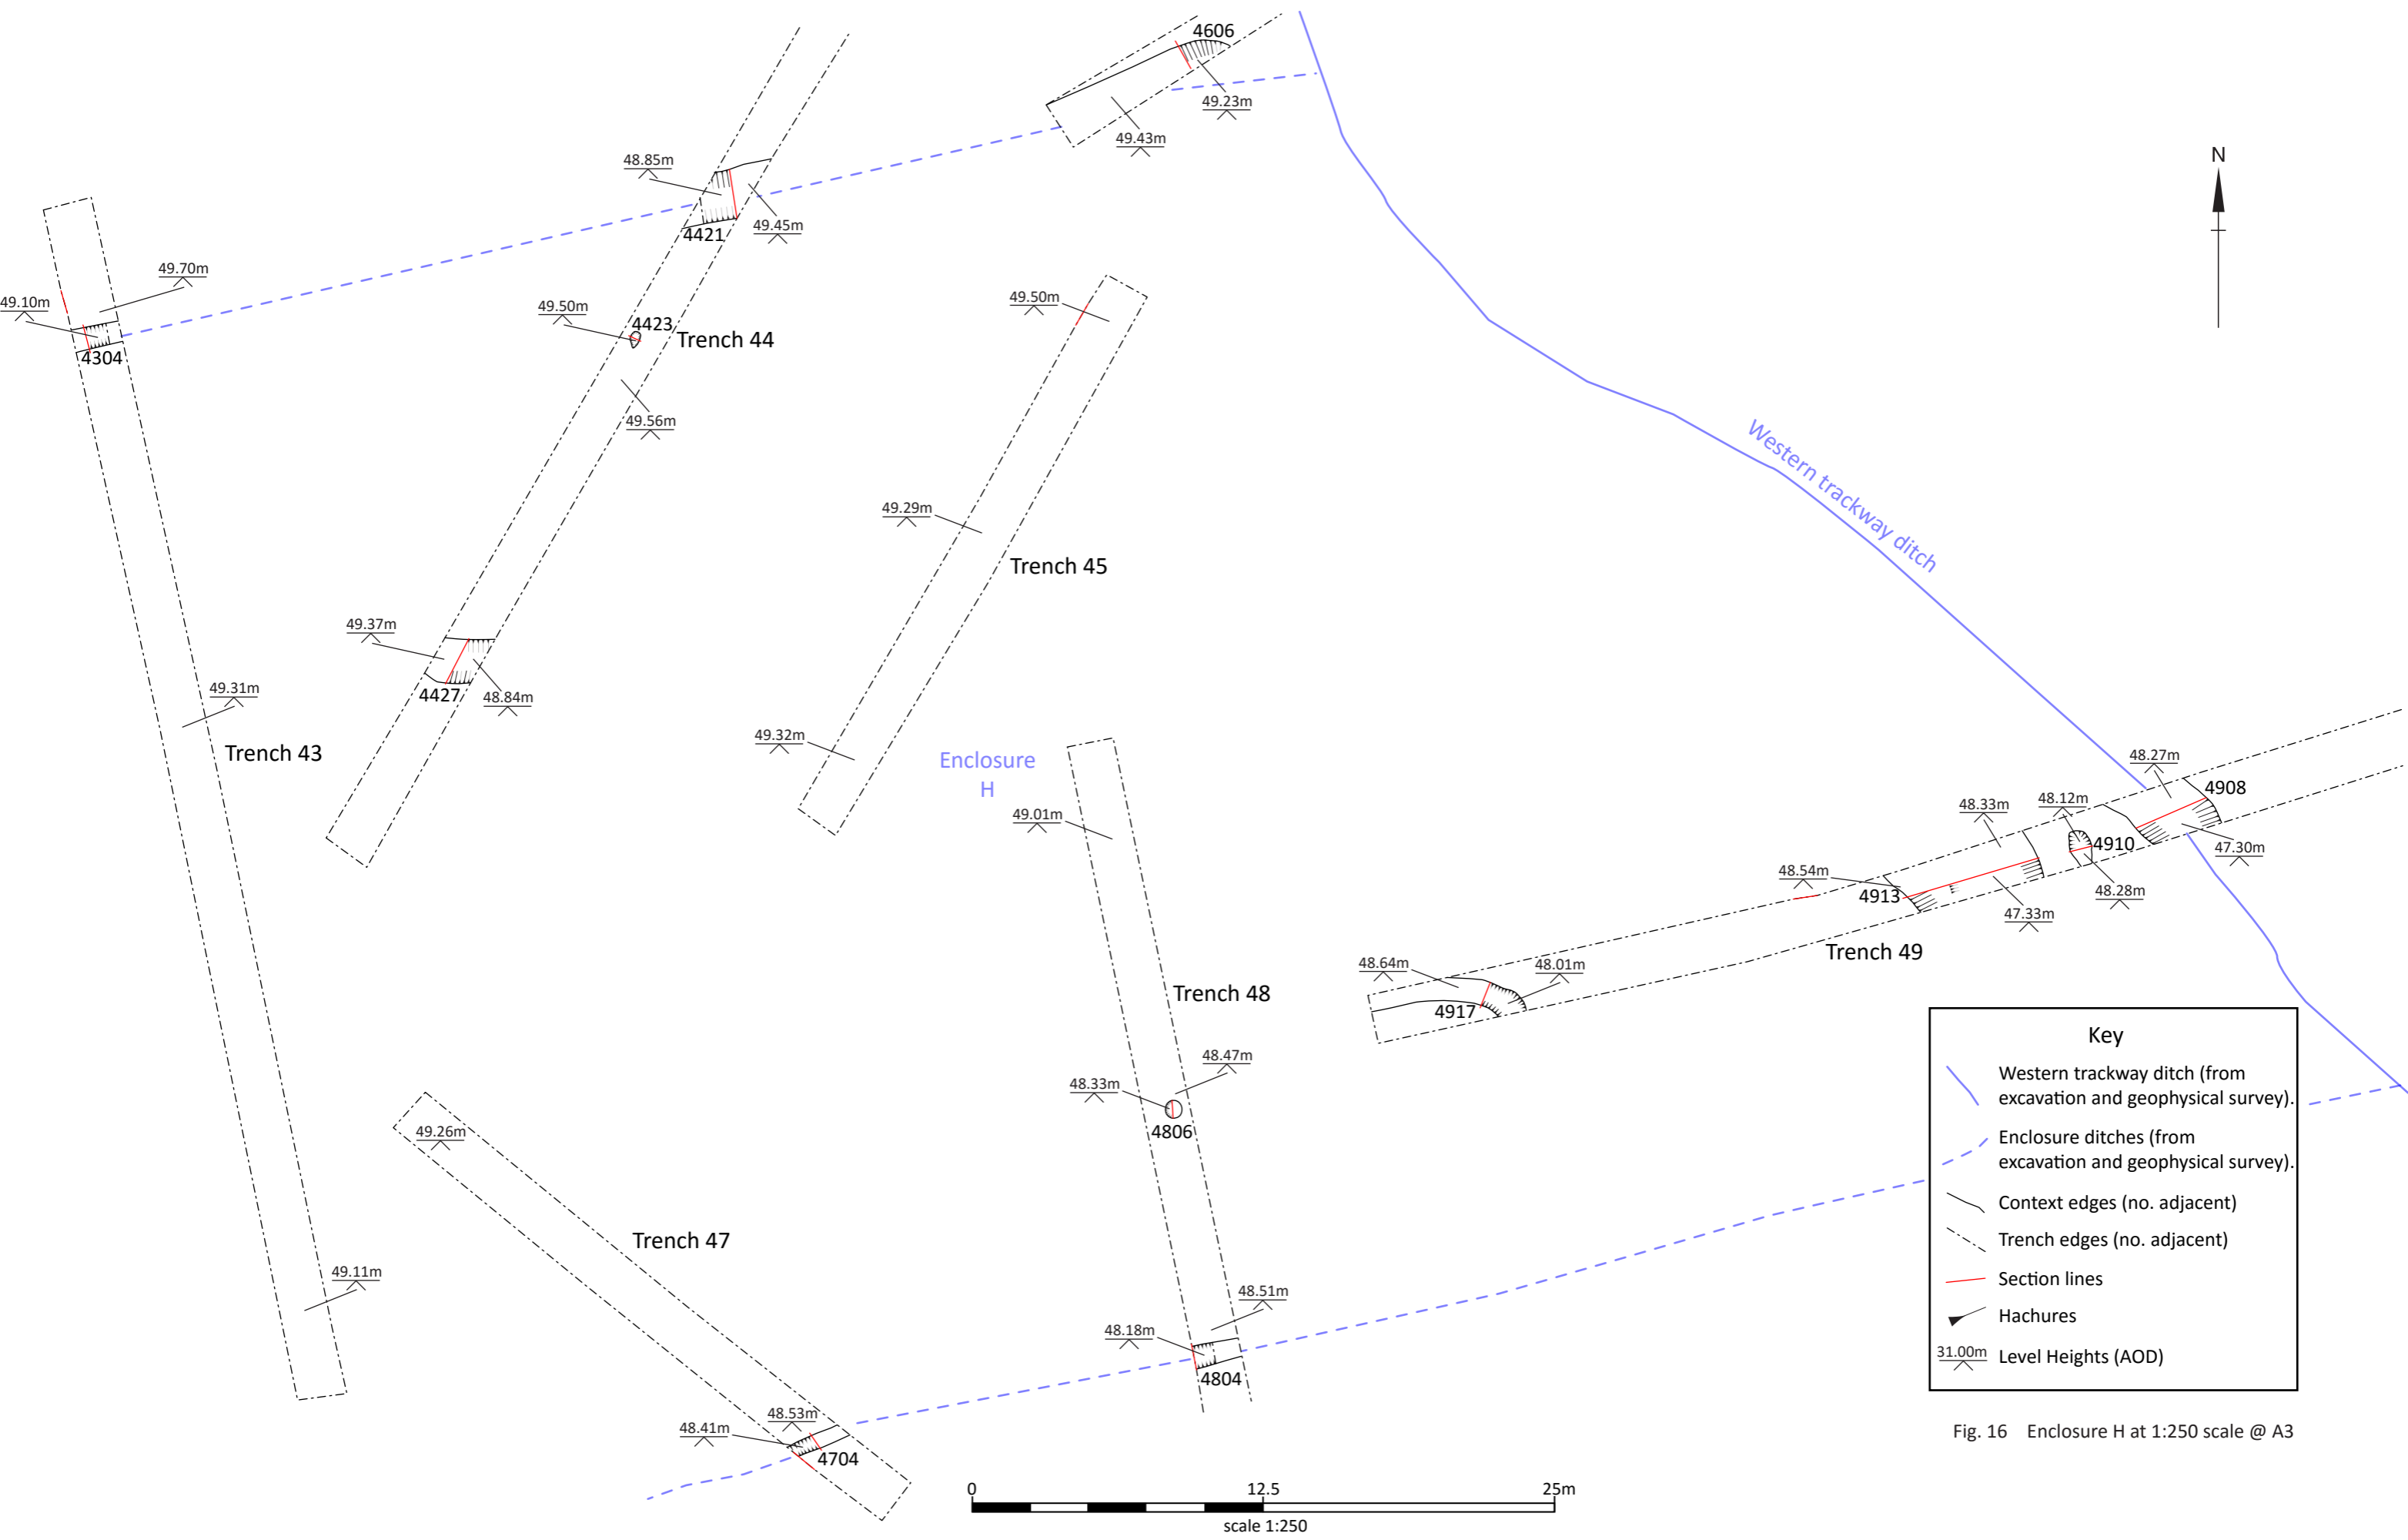 4606
49.23m
49.43m
N
48.85m
4421
49.45m
49.70m
49.10m
4304
49.50m
4423
Trench 44
49.56m
49.50m
Western trackway ditch
49.29m
Trench 45
49.37m
4427
48.84m
49.31m
Trench 43
49.32m
Enclosure
H
49.01m
48.27m
4908
48.33m
48.12m
4910
47.30m
48.54m
4913
48.28m
47.33m
Trench 49
48.64m
48.01m
4917
Trench 48
48.47m
48.33m
4806
49.26m
Trench 47
49.11m
48.51m
48.18m
4804
48.53m
48.41m
4704
Key
Western trackway ditch (from
excavation and geophysical survey).
Enclosure ditches (from
excavation and geophysical survey).
Context edges (no. adjacent)
Trench edges (no. adjacent)
Section lines
Hachures
31.00m Level Heights (AOD)
Fig. 16 Enclosure H at 1:250 scale @ A3
0 12.5 25m
scale 1:250